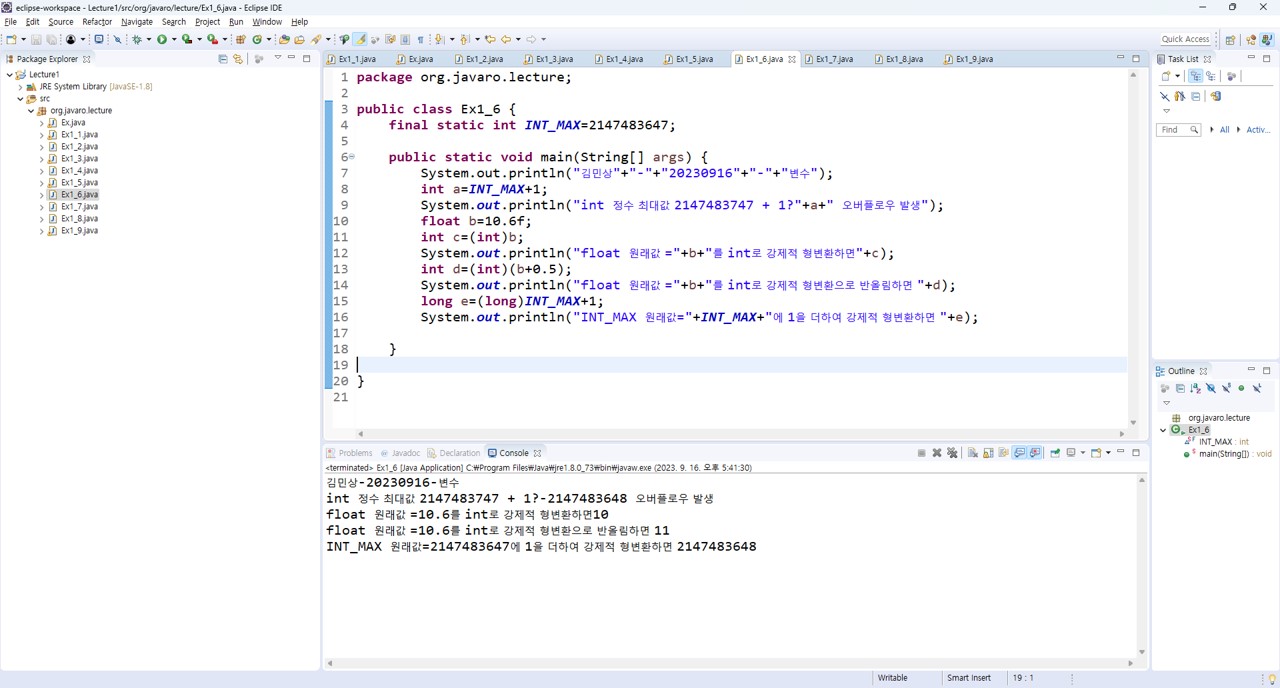 eclipse-workspace - Lecture1/src/org/javaro/lecture/Ex1_6.java - Eclipse IDE
File Edit Source Refactor Navigate Search Project Run Window Help
Quick Access
Package Explorer
Lecture1
JRE System Library [JavaSE-1.8]
src
org.javaro.lecture
Ex.java
Ex1_1.java
Ex1_2.java
Ex1_3.java
Ex1_4.java
Ex1_5.java
Ex1_6.java
Ex1_7.java
Ex1_8.java
Ex1_9.java
Ex1_1.java Ex.java Ex1_2.java Ex1_3.java Ex1_4.java Ex1_5.java Ex1_6.java Ex1_7.java Ex1_8.java Ex1_9.java
1 package org.javaro.lecture;
2
3 public class Ex1_6 {
4 final static int INT_MAX=2147483647;
5
6 public static void main(String[] args) {
7 System.out.println("김민상"+"-"+"20230916"+"-"+"변수");
8 int a=INT_MAX+1;
9 System.out.println("int 정수 최대값 2147483747 + 1?"+a+" 오버플로우 발생");
10 float b=10.6f;
11 int c=(int)b;
12 System.out.println("float 원래값 ="+b+"를 int로 강제적 형변환하면"+c);
13 int d=(int)(b+0.5);
14 System.out.println("float 원래값 ="+b+"를 int로 강제적 형변환으로 반올림하면 "+d);
15 long e=(long)INT_MAX+1;
16 System.out.println("INT_MAX 원래값="+INT_MAX+"에 1을 더하여 강제적 형변환하면 "+e);
17
18 }
19
20 }
21
Problems Javadoc Declaration Console
<terminated> Ex1_6 [Java Application] C:₩Program Files₩Java₩jre1.8.0_73₩bin₩javaw.exe (2023. 9. 16. 오후 5:41:30)
김민상-20230916-변수
int 정수 최대값 2147483747 + 1?-2147483648 오버플로우 발생
float 원래값 =10.6를 int로 강제적 형변환하면10
float 원래값 =10.6를 int로 강제적 형변환으로 반올림하면 11
INT_MAX 원래값=2147483647에 1을 더하여 강제적 형변환하면 2147483648
Task List
Find All Activ...
Outline
org.javaro.lecture
Ex1_6
INT_MAX : int
main(String[]) : void
Writable Smart Insert 19 : 1